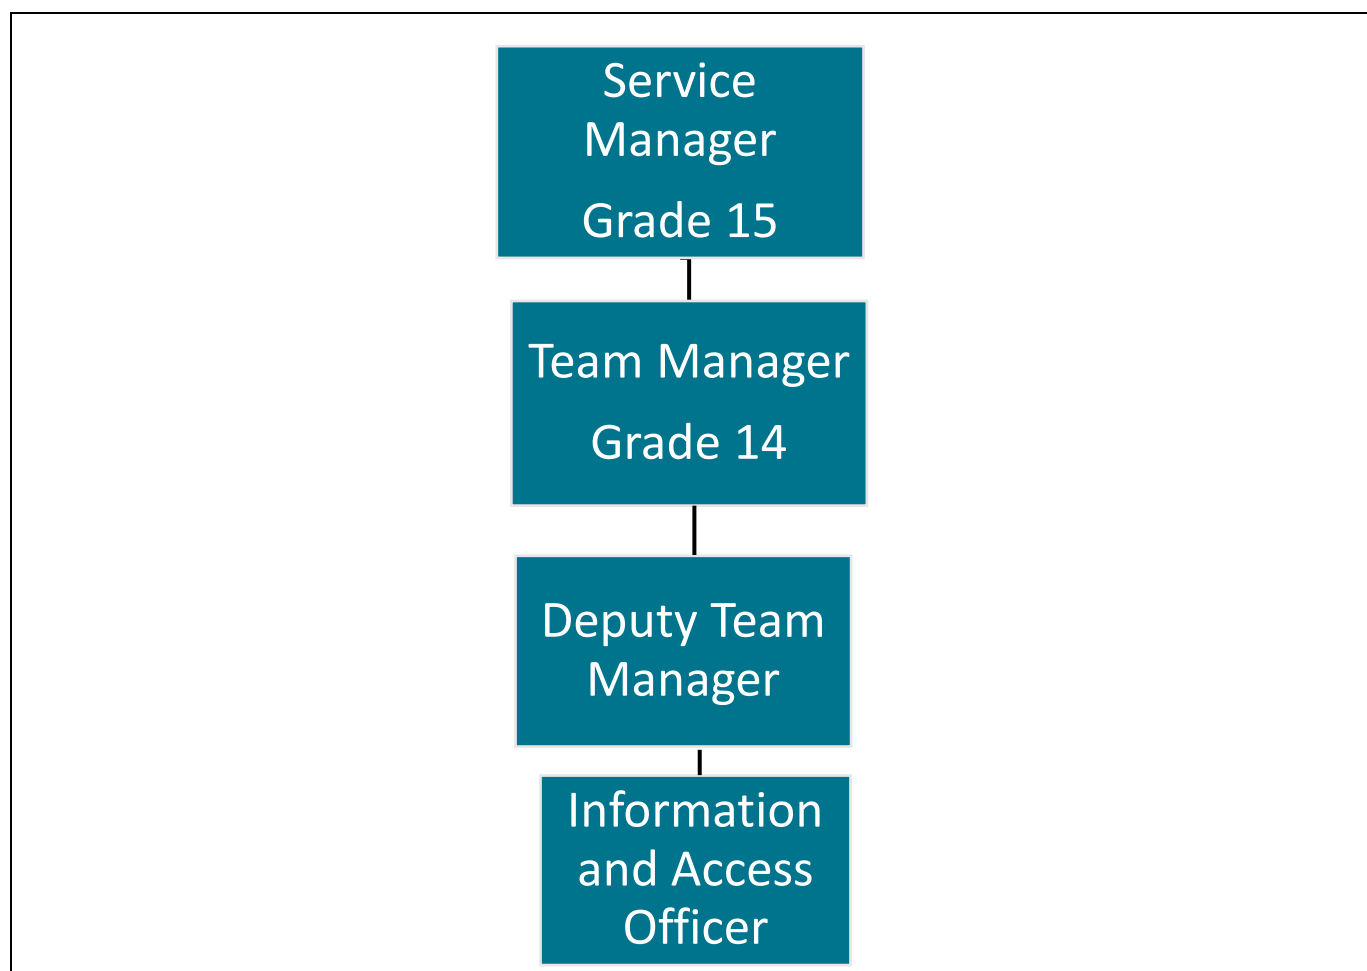 Service
Manager
Grade 15
Team Manager
Grade 14
Deputy Team
Manager
Information
and Access
Officer